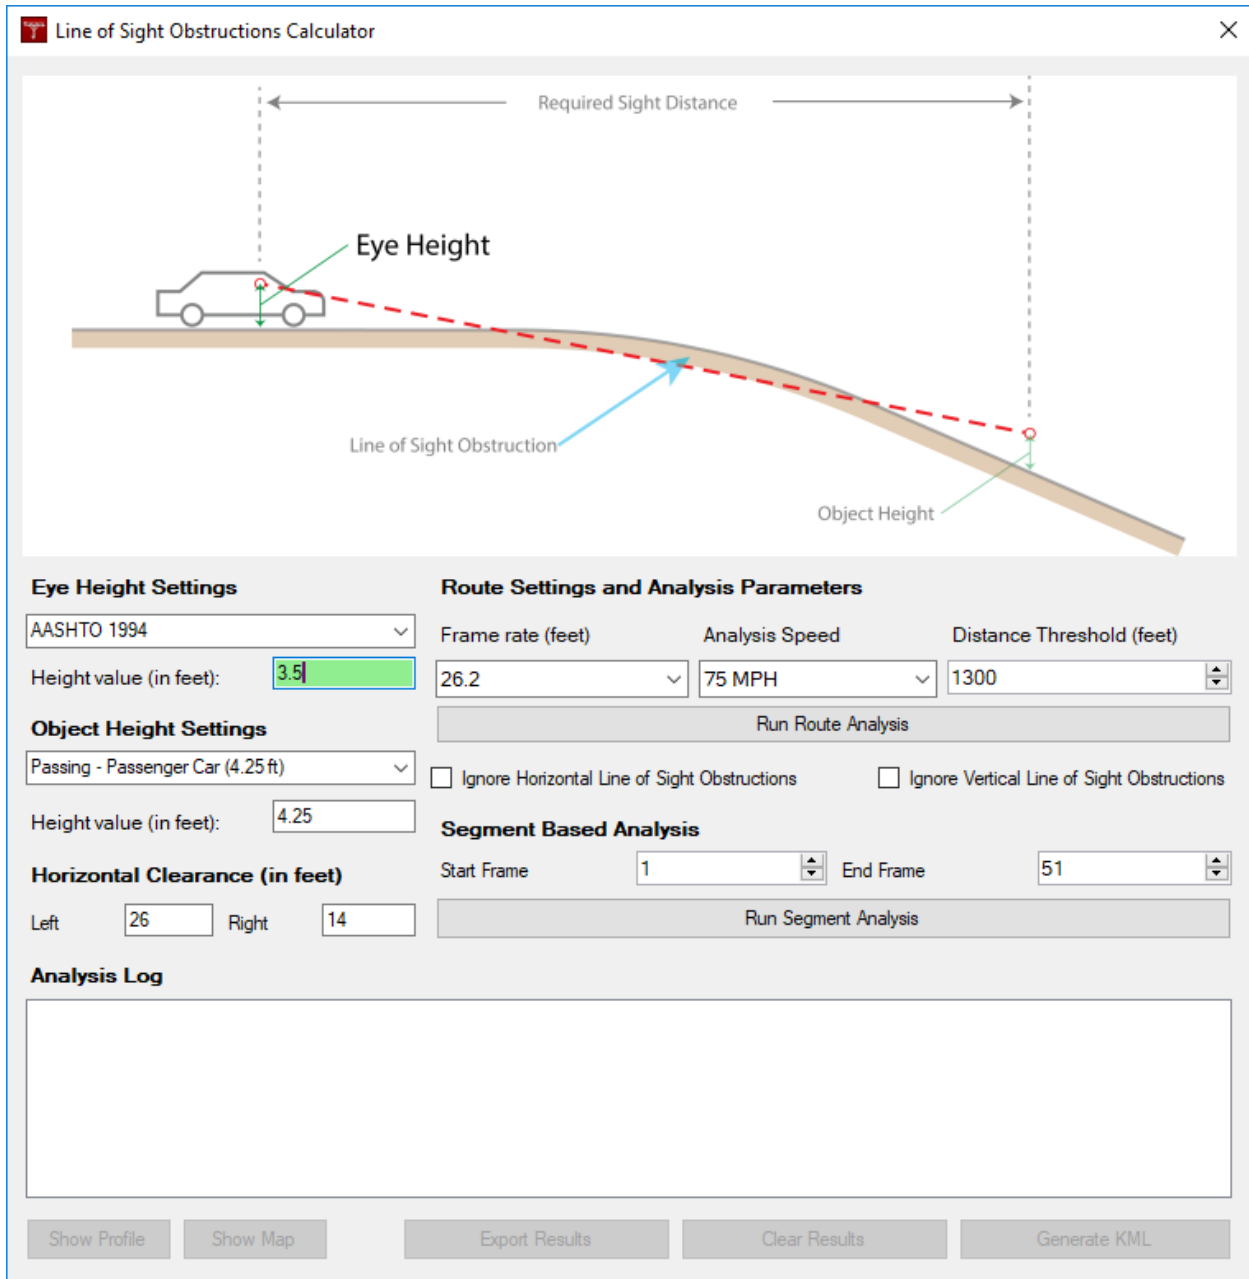 Line of Sight Obstructions Calculator
Required Sight Distance
Eye Height
Line of Sight Obstruction
Object Height
Eye Height Settings
AASHTO 1994
Height value (in feet): 3.5
Object Height Settings
Passing - Passenger Car (4.25 ft)
Height value (in feet): 4.25
Horizontal Clearance (in feet)
Left 26 Right 14
Route Settings and Analysis Parameters
Frame rate (feet) Analysis Speed Distance Threshold (feet)
26.2 75 MPH 1300
Run Route Analysis
Ignore Horizontal Line of Sight Obstructions Ignore Vertical Line of Sight Obstructions
Segment Based Analysis
Start Frame 1 End Frame 51
Run Segment Analysis
Analysis Log
Show Profile Show Map Export Results Clear Results Generate KML